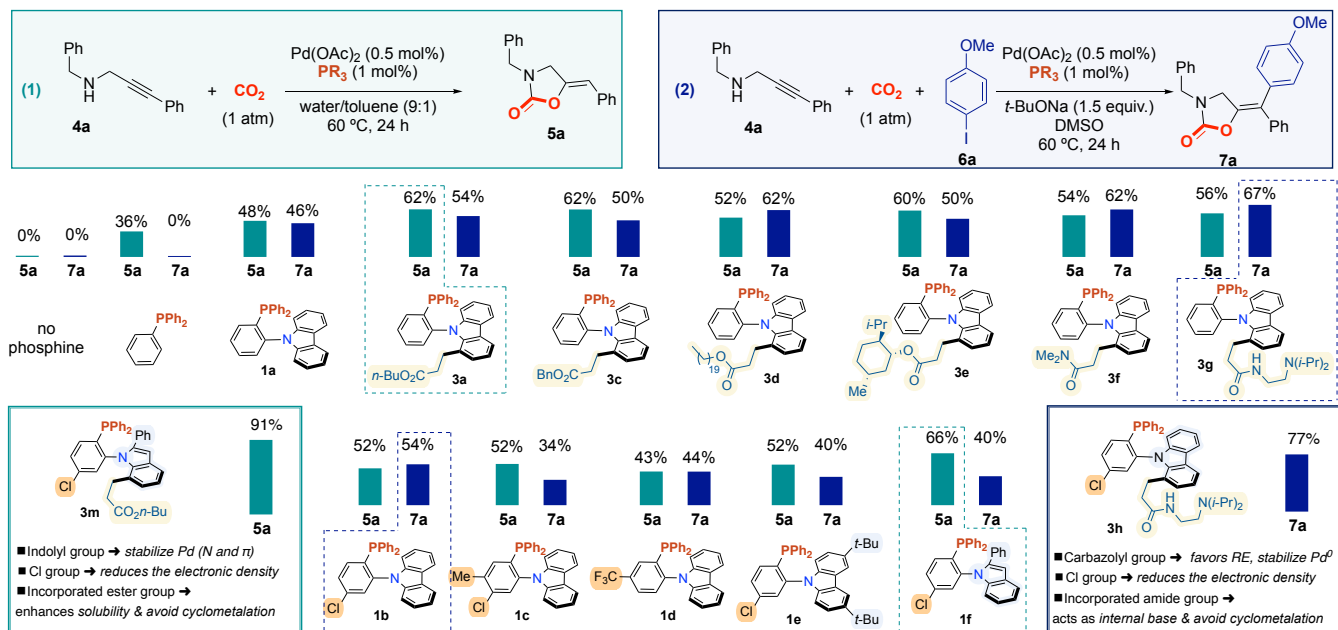 (1)
Ph
N
H
Ph
4a
+
CO2
(1 atm)
Pd(OAc)2 (0.5 mol%)
PR3 (1 mol%)
water/toluene (9:1)
60 ºC, 24 h
Ph
N
O
O
Ph
5a
(2)
Ph
N
H
Ph
4a
+
CO2
(1 atm)
+
OMe
I
6a
Pd(OAc)2 (0.5 mol%)
PR3 (1 mol%)
t-BuONa (1.5 equiv.)
DMSO
60 ºC, 24 h
OMe
Ph
N
O
O
Ph
7a
0% 0% 36% 0% 48% 46% 62% 54% 62% 50% 52% 62% 60% 50% 54% 62% 56% 67%
5a 7a 5a 7a 5a 7a 5a 7a 5a 7a 5a 7a 5a 7a 5a 7a 5a 7a
no
phosphine
PPh2
PPh2
N
1a
PPh2
N
n-BuO2C
3a
PPh2
N
BnO2C
3c
PPh2
N
( )19
O
O
3d
PPh2
N
i-Pr
O
O
Me
3e
PPh2
N
Me2N
O
3f
PPh2
N
O
H
N
N(i-Pr)2
3g
PPh2
Ph
N
Cl
CO2n-Bu
3m
91%
5a
■ Indolyl group ➔ stabilize Pd (N and π)
■ Cl group ➔ reduces the electronic density
■ Incorporated ester group ➔
enhances solubility & avoid cyclometalation
52% 54% 52% 34% 43% 44% 52% 40% 66% 40%
5a 7a 5a 7a 5a 7a 5a 7a 5a 7a
PPh2
N
Cl
1b
PPh2
N
Me
Cl
1c
PPh2
N
F3C
1d
t-Bu
PPh2
N
Cl
t-Bu
1e
PPh2
Ph
N
Cl
1f
PPh2
N
Cl
O
H
N
N(i-Pr)2
3h
77%
7a
■ Carbazolyl group ➔ favors RE, stabilize Pd0
■ Cl group ➔ reduces the electronic density
■ Incorporated amide group ➔
acts as internal base & avoid cyclometalation